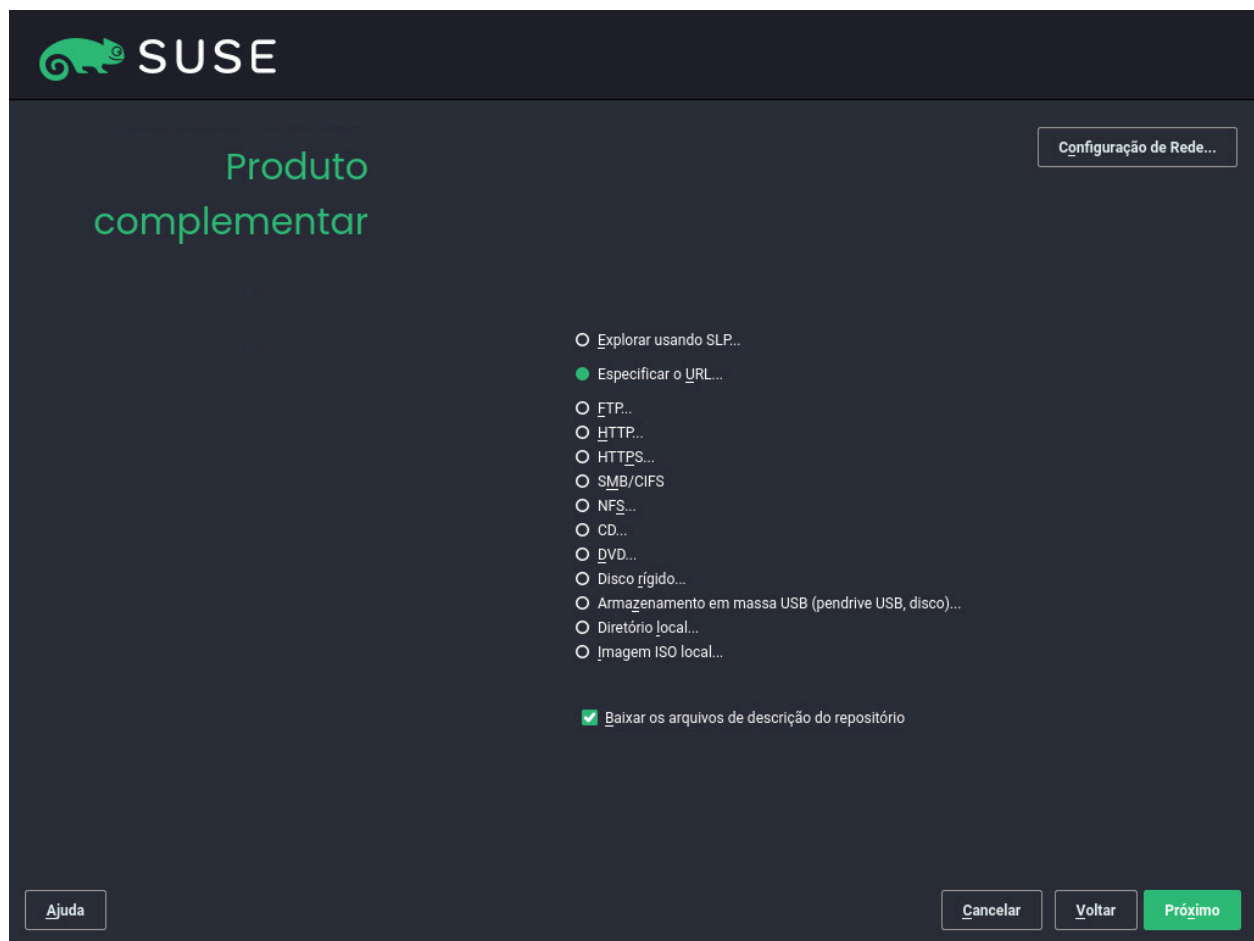 SUSE
Configuração de Rede...
Produto
complementar
Explorar usando SLP...
Especificar o URL...
FTP...
HTTP...
HTTPS...
SMB/CIFS
NFS...
CD...
DVD...
Disco rígido...
Armazenamento em massa USB (pendrive USB, disco)...
Diretório local...
Imagem ISO local...
Baixar os arquivos de descrição do repositório
Ajuda
Cancelar
Voltar
Próximo